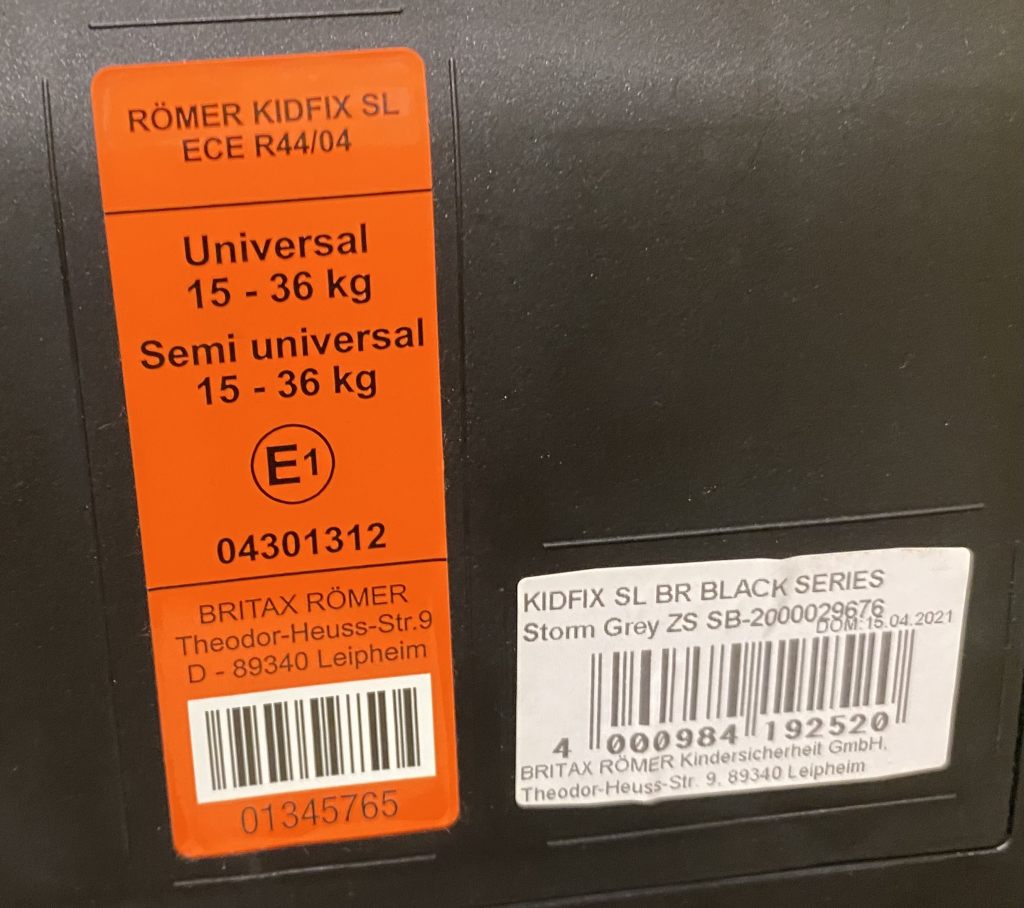 RÖMER KIDFIX SL
ECE R44/04
Universal
15 - 36 kg
Semi universal
15 - 36 kg
E1
04301312
BRITAX RÖMER
Theodor-Heuss-Str.9
D - 89340 Leipheim
01345765
KIDFIX SL BR BLACK SERIES
Storm Grey ZS SB-2000029676
DOM: 15.04.2021
4 000984 192520
BRITAX RÖMER Kindersicherheit GmbH,
Theodor-Heuss-Str. 9, 89340 Leipheim